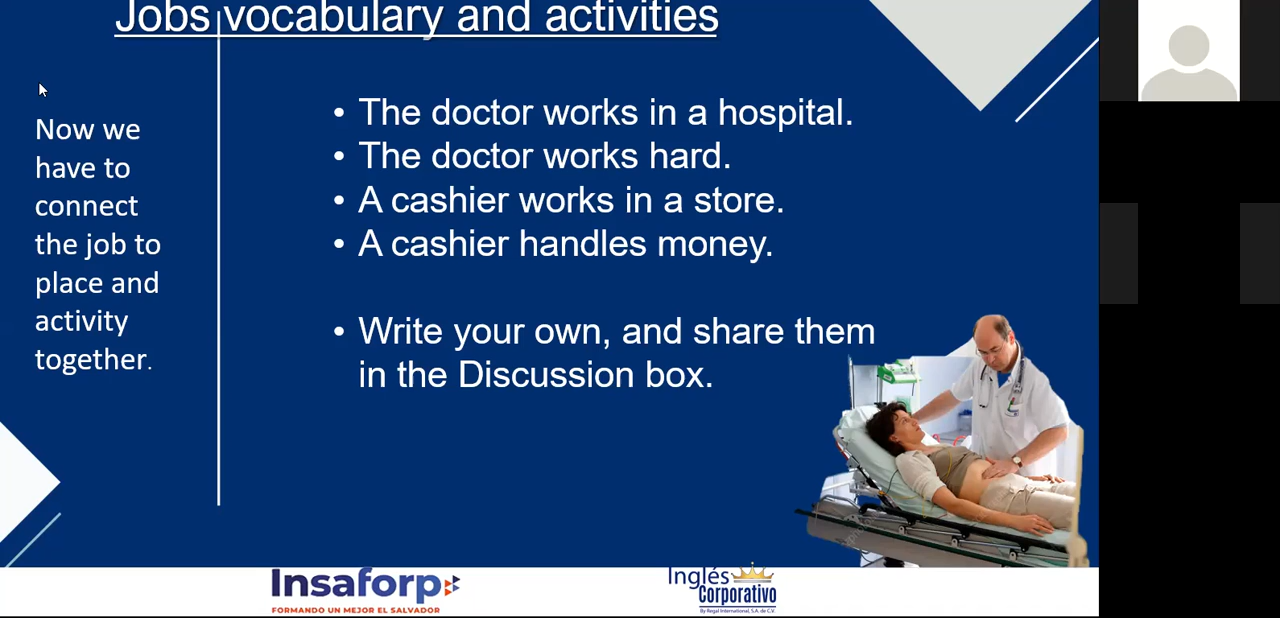 Jobs vocabulary and activities
Now we
have to
connect
the job to
place and
activity
together.
• The doctor works in a hospital.
• The doctor works hard.
• A cashier works in a store.
• A cashier handles money.
• Write your own, and share them
in the Discussion box.
Insaforp
FORMANDO UN MEJOR EL SALVADOR
Inglés
Corporativo
By Regal International, S.A. de C.V.